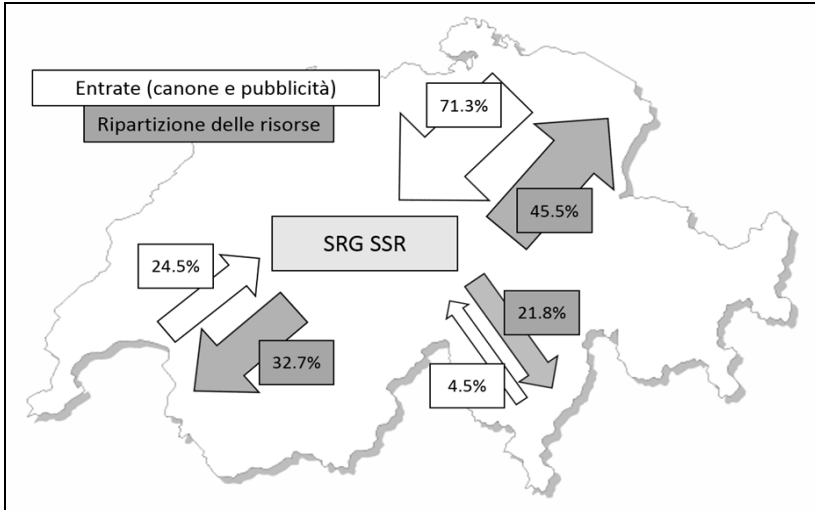 Entrate (canone e pubblicità)
Ripartizione delle risorse
71.3%
45.5%
SRG SSR
24.5%
32.7%
21.8%
4.5%